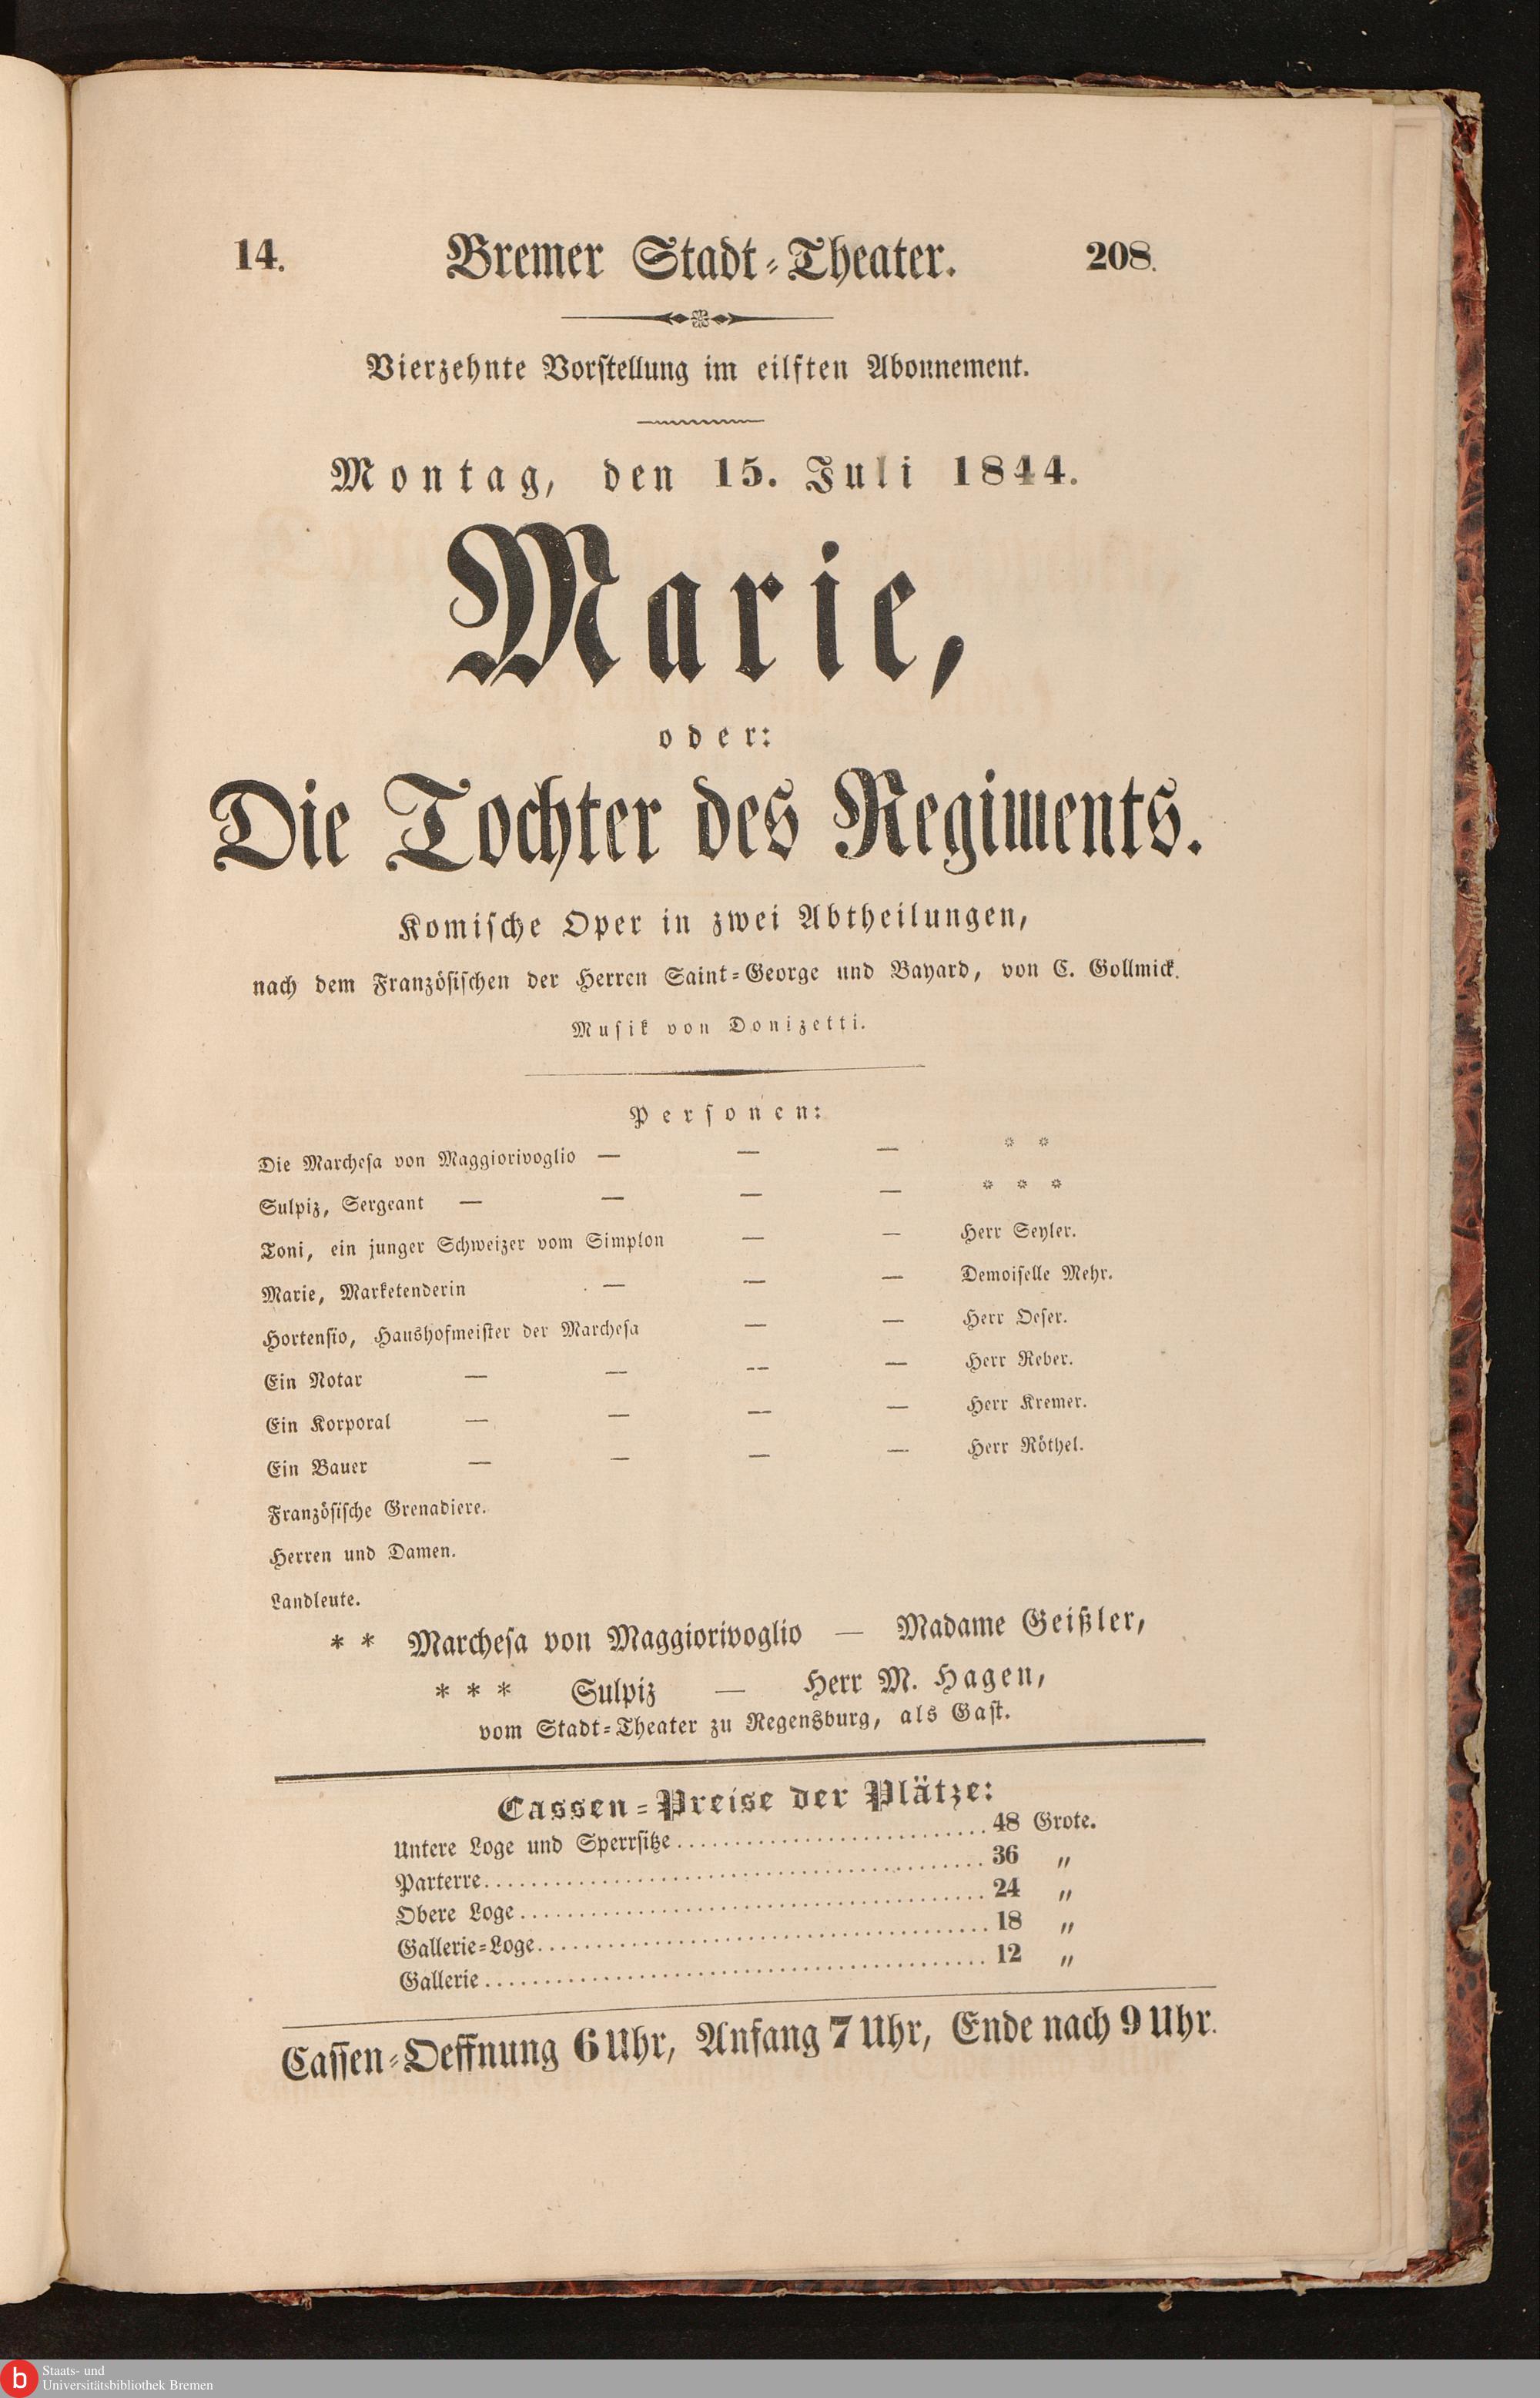 14. Bremer Stadt-Theater. 208.
Vierzehnte Vorstellung im eilften Abonnement.
Montag, den 15. Juli 1844.
Marie,
oder:
Die Tochter des Regiments.
Komische Oper in zwei Abtheilungen,
nach dem Französischen der Herren Saint-George und Bayard, von C. Gollmick.
Musik von Donizetti.
Personen:
Die Marchesa von Maggiorivoglio — — — * *
Sulpiz, Sergeant — — — — * * *
Toni, ein junger Schweizer vom Simplon — — Herr Seyler.
Marie, Marketenderin — — — Demoiselle Mehr.
Hortensio, Haushofmeister der Marchesa — — Herr Oeser.
Ein Notar — — -- — Herr Reber.
Ein Korporal — — — — Herr Kremer.
Ein Bauer — — — — Herr Röthel.
Französische Grenadiere.
Herren und Damen.
Landleute.
* * Marchesa von Maggiorivoglio — Madame Geißler,
* * * Sulpiz — Herr M. Hagen,
vom Stadt-Theater zu Regensburg, als Gast.
Cassen-Preise der Plätze:
Untere Loge und Sperrsitze........................... 48 Grote.
Parterre........................................... 36 „
Obere Loge........................................ 24 „
Gallerie-Loge...................................... 18 „
Gallerie........................................... 12 „
Cassen-Oeffnung 6 Uhr, Anfang 7 Uhr, Ende nach 9 Uhr.
b Staats- und
Universitätsbibliothek Bremen